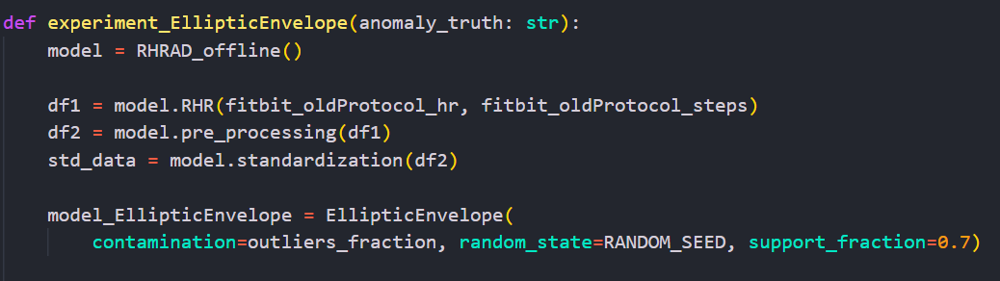 def experiment_EllipticEnvelope(anomaly_truth: str):
    model = RHRAD_offline()

    df1 = model.RHR(fitbit_oldProtocol_hr, fitbit_oldProtocol_steps)
    df2 = model.pre_processing(df1)
    std_data = model.standardization(df2)

    model_EllipticEnvelope = EllipticEnvelope(
        contamination=outliers_fraction, random_state=RANDOM_SEED, support_fraction=0.7)